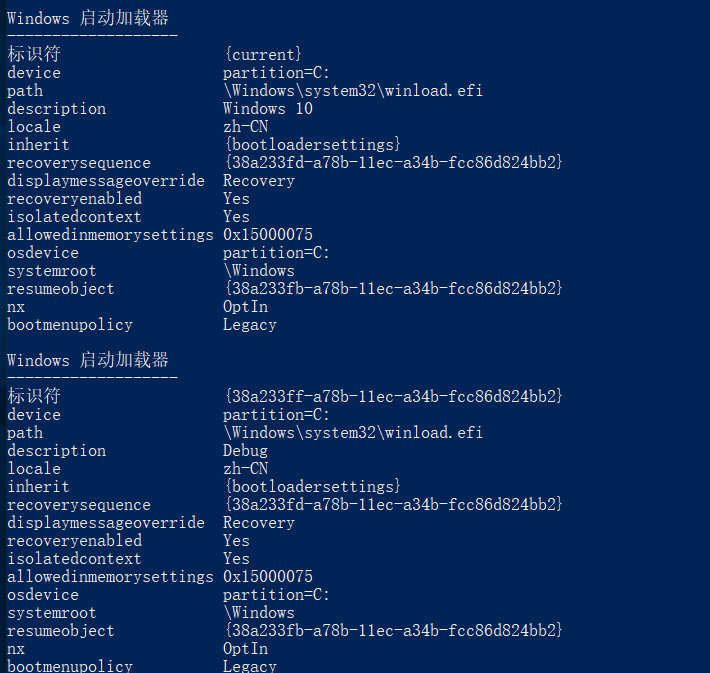 Windows 启动加载器
-------------------
标识符                  {current}
device                  partition=C:
path                    \Windows\system32\winload.efi
description             Windows 10
locale                  zh-CN
inherit                 {bootloadersettings}
recoverysequence        {38a233fd-a78b-11ec-a34b-fcc86d824bb2}
displaymessageoverride  Recovery
recoveryenabled         Yes
isolatedcontext         Yes
allowedinmemorysettings 0x15000075
osdevice                partition=C:
systemroot              \Windows
resumeobject            {38a233fb-a78b-11ec-a34b-fcc86d824bb2}
nx                      OptIn
bootmenupolicy          Legacy
Windows 启动加载器
-------------------
标识符                  {38a233ff-a78b-11ec-a34b-fcc86d824bb2}
device                  partition=C:
path                    \Windows\system32\winload.efi
description             Debug
locale                  zh-CN
inherit                 {bootloadersettings}
recoverysequence        {38a233fd-a78b-11ec-a34b-fcc86d824bb2}
displaymessageoverride  Recovery
recoveryenabled         Yes
isolatedcontext         Yes
allowedinmemorysettings 0x15000075
osdevice                partition=C:
systemroot              \Windows
resumeobject            {38a233fb-a78b-11ec-a34b-fcc86d824bb2}
nx                      OptIn
bootmenupolicy          Legacy